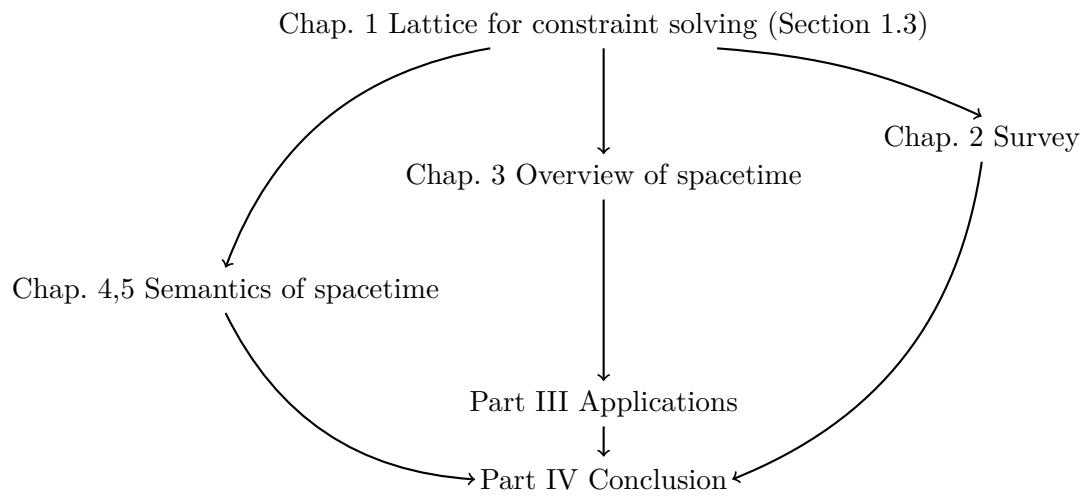 Chap. 1 Lattice for constraint solving (Section 1.3)
Chap. 2 Survey
Chap. 3 Overview of spacetime
Chap. 4,5 Semantics of spacetime
Part III Applications
Part IV Conclusion